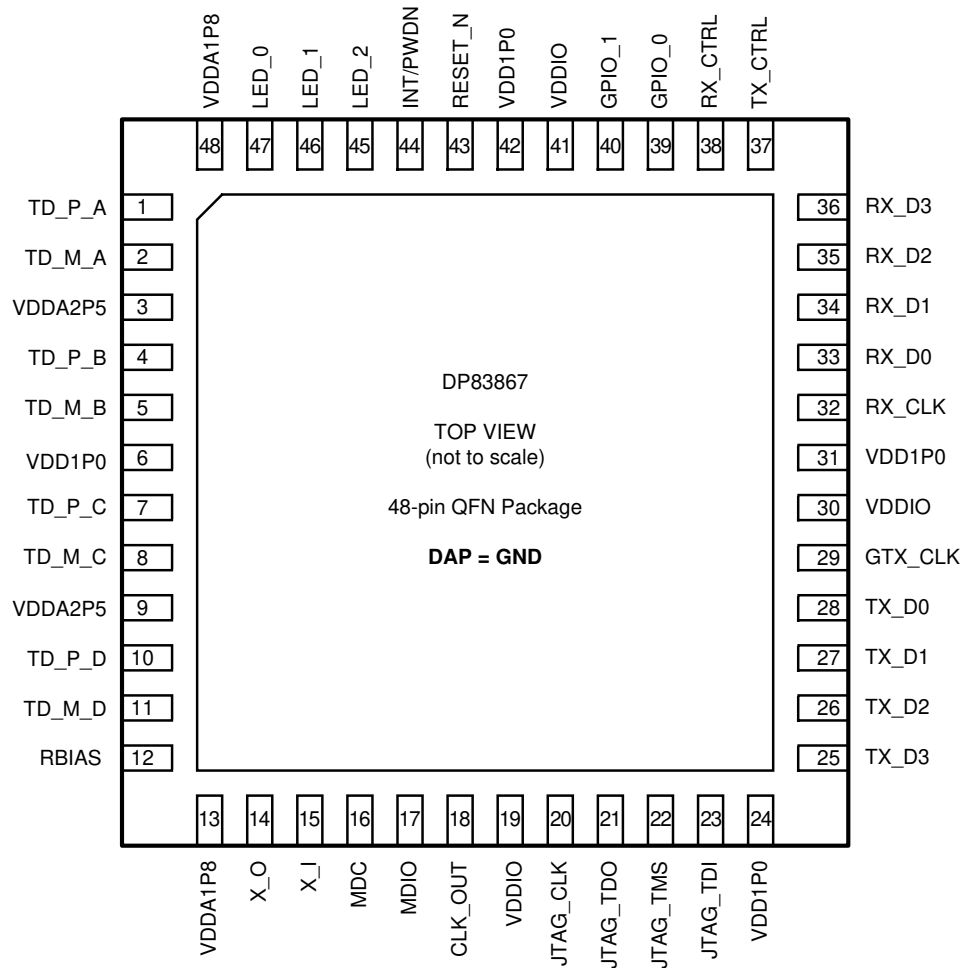 VDDA1P8
LED_0
LED_1
LED_2
INT/PWDN
RESET_N
VDD1P0
VDDIO
GPIO_1
GPIO_0
RX_CTRL
TX_CTRL
48 47 46 45 44 43 42 41 40 39 38 37
TD_P_A 1
TD_M_A 2
VDDA2P5 3
TD_P_B 4
TD_M_B 5
VDD1P0 6
TD_P_C 7
TD_M_C 8
VDDA2P5 9
TD_P_D 10
TD_M_D 11
RBIAS 12
DP83867
TOP VIEW
(not to scale)
48-pin QFN Package
DAP = GND
36 RX_D3
35 RX_D2
34 RX_D1
33 RX_D0
32 RX_CLK
31 VDD1P0
30 VDDIO
29 GTX_CLK
28 TX_D0
27 TX_D1
26 TX_D2
25 TX_D3
13 14 15 16 17 18 19 20 21 22 23 24
VDDA1P8
X_O
X_I
MDC
MDIO
CLK_OUT
VDDIO
JTAG_CLK
JTAG_TDO
JTAG_TMS
JTAG_TDI
VDD1P0